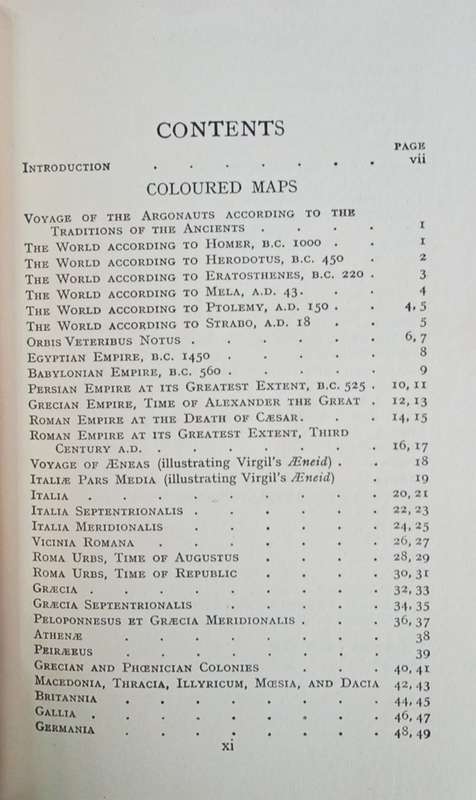 CONTENTS
PAGE
INTRODUCTION . . . . . . . vii
COLOURED MAPS
VOYAGE OF THE ARGONAUTS ACCORDING TO THE
TRADITIONS OF THE ANCIENTS . . . . 1
THE WORLD ACCORDING TO HOMER, B.C. 1000 . . 1
THE WORLD ACCORDING TO HERODOTUS, B.C. 450 . 2
THE WORLD ACCORDING TO ERATOSTHENES, B.C. 220 . 3
THE WORLD ACCORDING TO MELA, A.D. 43 . . . 4
THE WORLD ACCORDING TO PTOLEMY, A.D. 150 . . 4, 5
THE WORLD ACCORDING TO STRABO, A.D. 18 . . 5
ORBIS VETERIBUS NOTUS . . . . . . 6, 7
EGYPTIAN EMPIRE, B.C. 1450 . . . . . 8
BABYLONIAN EMPIRE, B.C. 560 . . . . . 9
PERSIAN EMPIRE AT ITS GREATEST EXTENT, B.C. 525 . 10, 11
GRECIAN EMPIRE, TIME OF ALEXANDER THE GREAT . 12, 13
ROMAN EMPIRE AT THE DEATH OF CÆSAR . . . 14, 15
ROMAN EMPIRE AT ITS GREATEST EXTENT, THIRD
CENTURY A.D. . . . . . . . 16, 17
VOYAGE OF ÆNEAS (illustrating Virgil's Æneid) . . 18
ITALIÆ PARS MEDIA (illustrating Virgil's Æneid) . 19
ITALIA . . . . . . . . 20, 21
ITALIA SEPTENTRIONALIS . . . . . . 22, 23
ITALIA MERIDIONALIS . . . . . . 24, 25
VICINIA ROMANA . . . . . . . 26, 27
ROMA URBS, TIME OF AUGUSTUS . . . . 28, 29
ROMA URBS, TIME OF REPUBLIC . . . . 30, 31
GRÆCIA . . . . . . . . 32, 33
GRÆCIA SEPTENTRIONALIS . . . . . 34, 35
PELOPONNESUS ET GRÆCIA MERIDIONALIS . . . 36, 37
ATHENÆ . . . . . . . . 38
PEIRÆEUS . . . . . . . . 39
GRECIAN AND PHŒNICIAN COLONIES . . . 40, 41
MACEDONIA, THRACIA, ILLYRICUM, MŒSIA, AND DACIA 42, 43
BRITANNIA . . . . . . . . 44, 45
GALLIA . . . . . . . . . 46, 47
GERMANIA . . . . . . . . 48, 49
xi